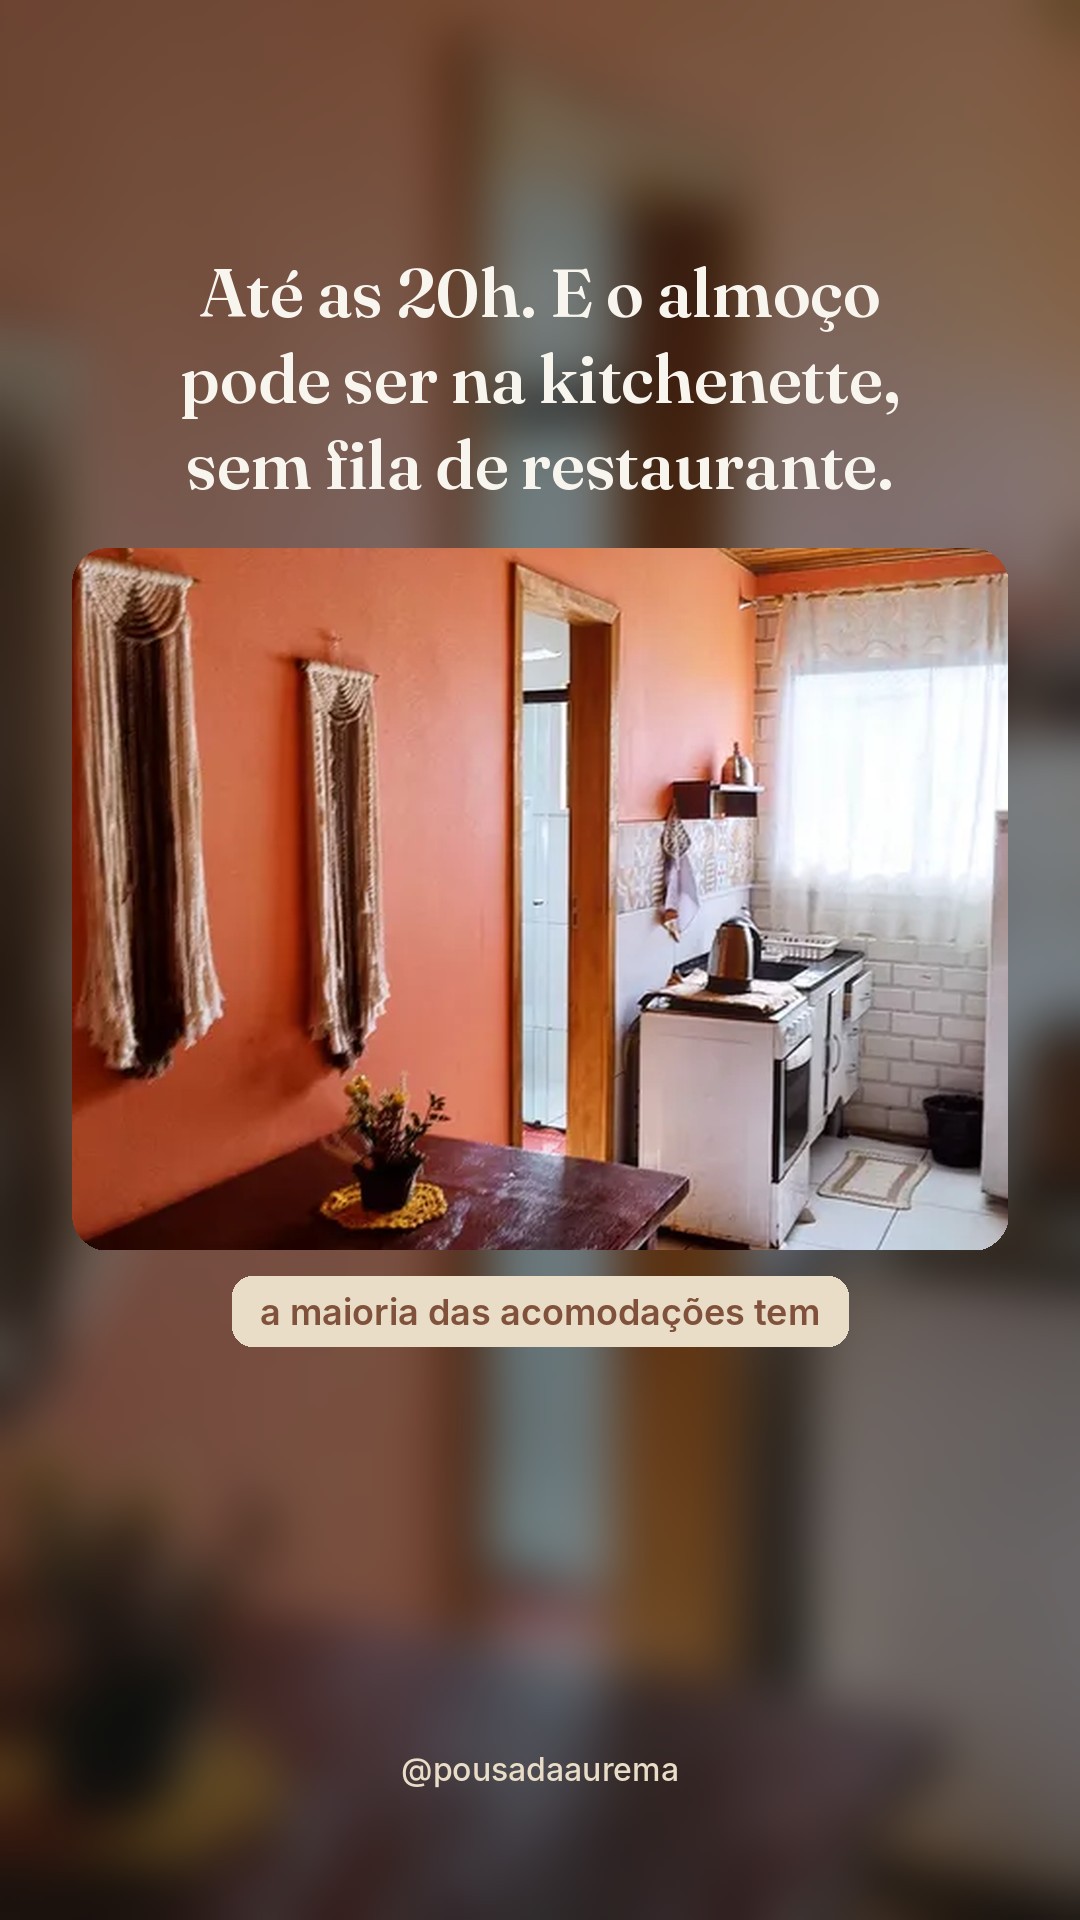 Até as 20h. E o almoço
pode ser na kitchenette,
sem fila de restaurante.
a maioria das acomodações tem
@pousadaaurema